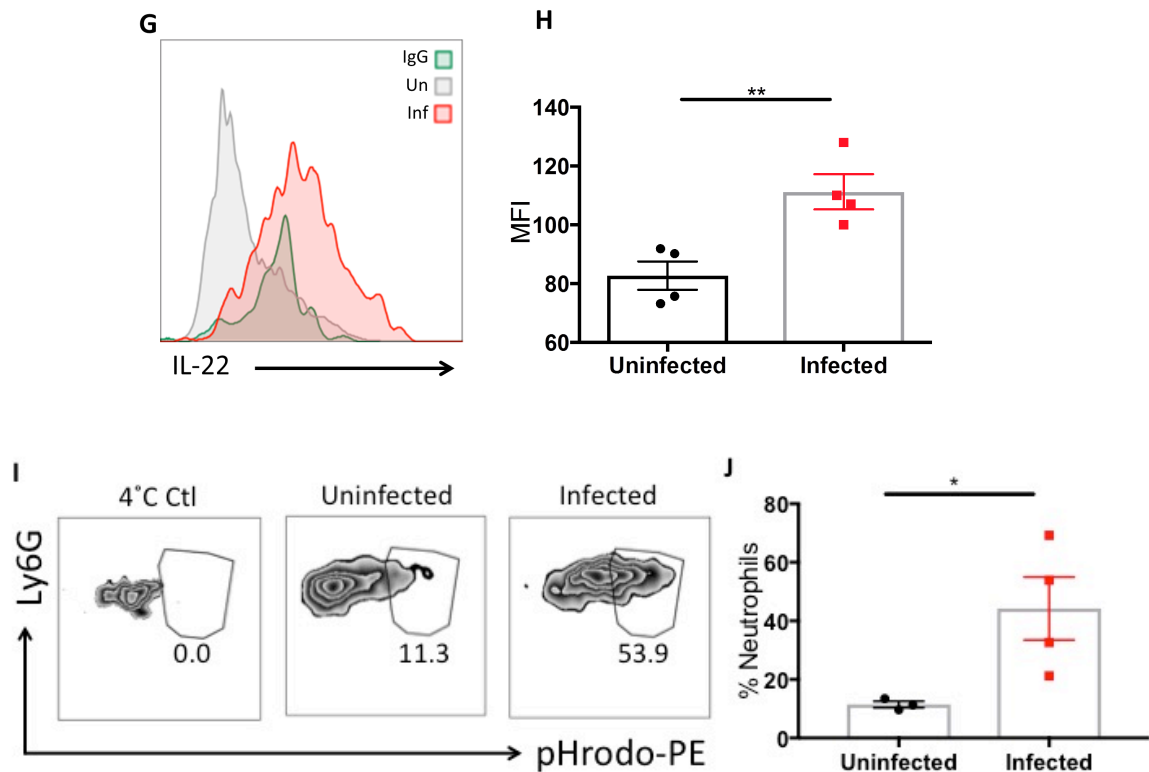 G
IgG
Un
Inf
IL-22
H
**
140
120
100
80
60
MFI
Uninfected
Infected
I
4˚C Ctl
Uninfected
Infected
Ly6G
0.0
11.3
53.9
pHrodo-PE
J
*
80
60
40
20
0
% Neutrophils
Uninfected
Infected